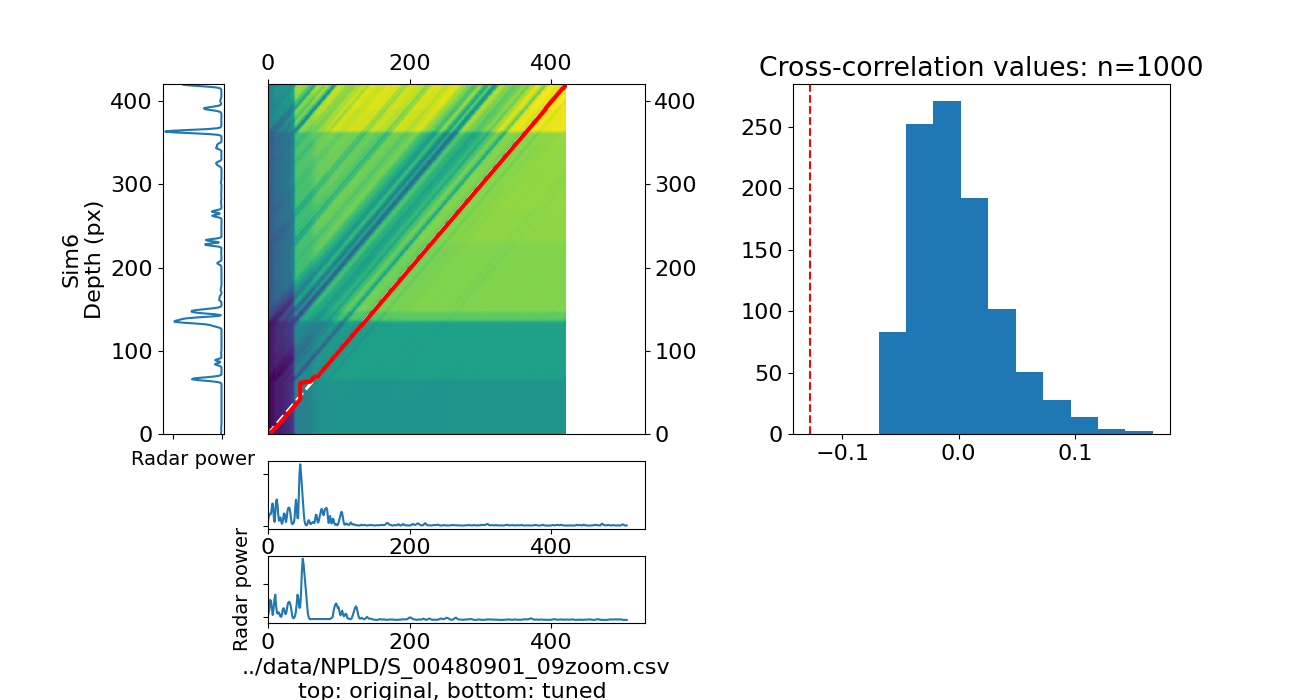 Cross-correlation values: n=1000
0 200 400
400
300
200
100
0
Sim6
Depth (px)
Radar power
400
300
200
100
0
250
200
150
100
50
0
−0.1 0.0 0.1
0 200 400
Radar power
0 200 400
../data/NPLD/S_00480901_09zoom.csv
top: original, bottom: tuned